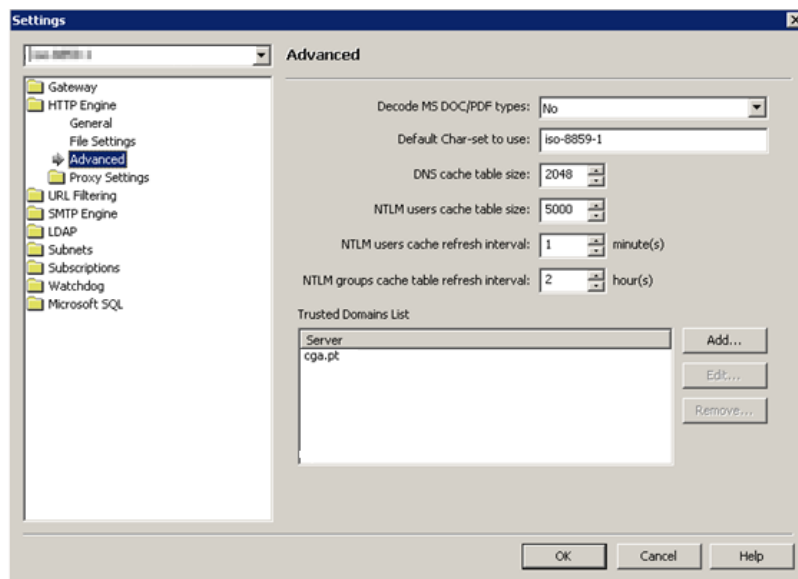 Settings
Advanced
Gateway
HTTP Engine
General
File Settings
Advanced
Proxy Settings
URL Filtering
SMTP Engine
LDAP
Subnets
Subscriptions
Watchdog
Microsoft SQL
Decode MS DOC/PDF types: No
Default Char-set to use: iso-8859-1
DNS cache table size: 2048
NTLM users cache table size: 5000
NTLM users cache refresh interval: 1 minute(s)
NTLM groups cache table refresh interval: 2 hour(s)
Trusted Domains List
Server
cga.pt
Add...
Edit...
Remove...
OK Cancel Help